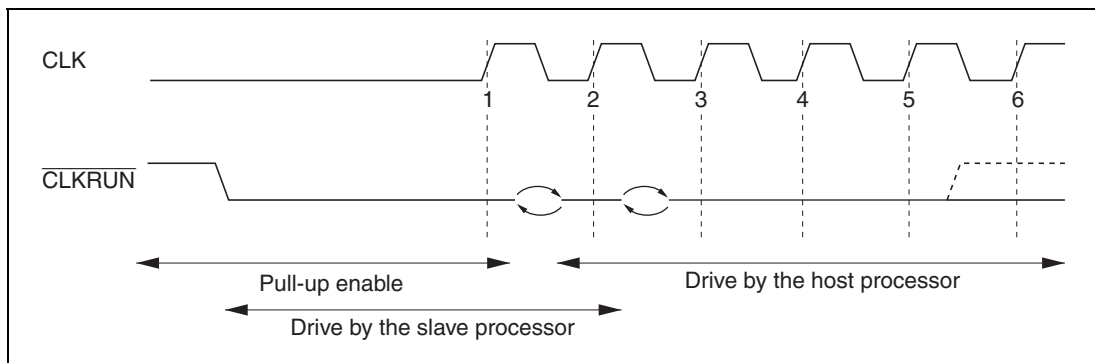 CLK
1 2 3 4 5 6
CLKRUN
Pull-up enable
Drive by the host processor
Drive by the slave processor